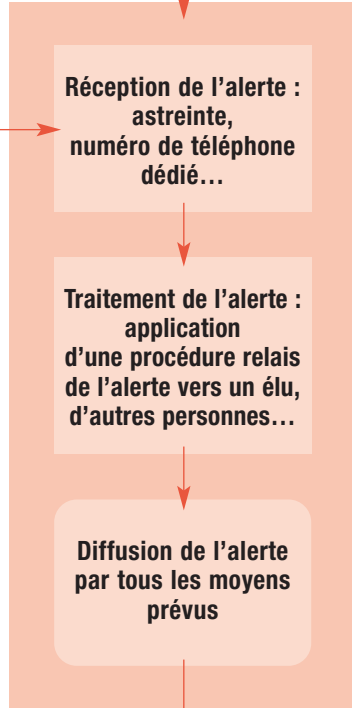 Réception de l’alerte :
astreinte,
numéro de téléphone
dédié…
Traitement de l’alerte :
application
d’une procédure relais
de l’alerte vers un élu,
d’autres personnes…
Diffusion de l’alerte
par tous les moyens
prévus